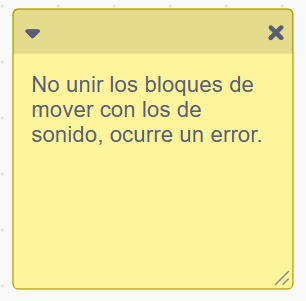 No unir los bloques de
mover con los de
sonido, ocurre un error.